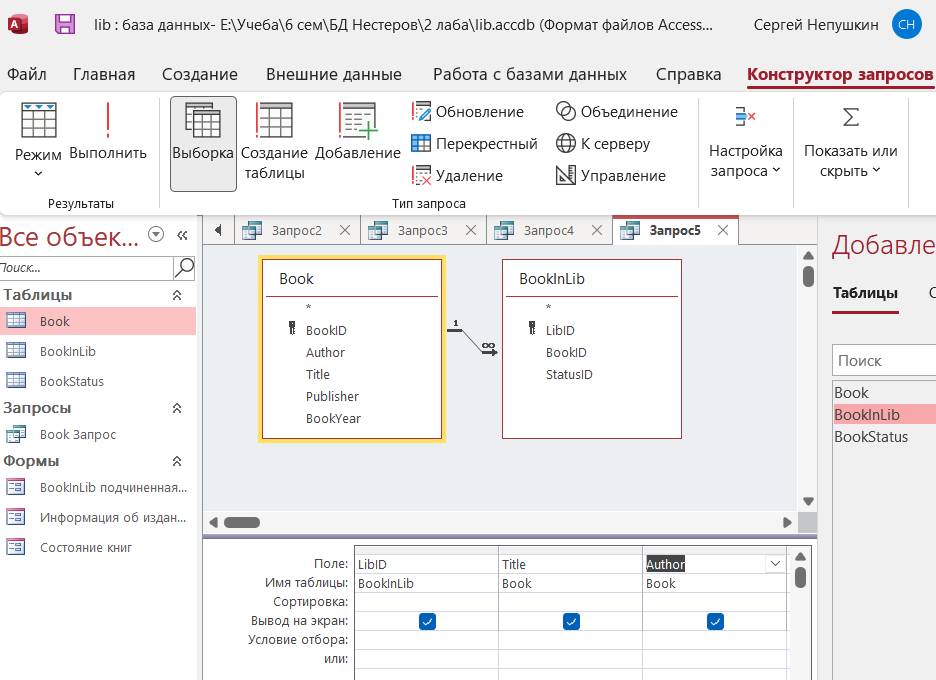 lib : база данных- E:\Учеба\6 сем\БД Нестеров\2 лаба\lib.accdb (Формат файлов Access...
Сергей Непушкин
СН
Файл Главная Создание Внешние данные Работа с базами данных Справка Конструктор запросов
Режим
Выполнить
Результаты
Выборка
Создание таблицы
Добавление
Обновление
Перекрестный
Удаление
Объединение
К серверу
Управление
Тип запроса
Настройка запроса
Показать или скрыть
Все объек...
Поиск...
Таблицы
Book
BookInLib
BookStatus
Запросы
Book Запрос
Формы
BookInLib подчиненная...
Информация об издан...
Состояние книг
Запрос2 Запрос3 Запрос4 Запрос5
Book
*
BookID
Author
Title
Publisher
BookYear
1
∞
BookInLib
*
LibID
BookID
StatusID
Поле: LibID Title Author
Имя таблицы: BookInLib Book Book
Сортировка:
Вывод на экран:
Условие отбора:
или:
Добавле
Таблицы
Поиск
Book
BookInLib
BookStatus